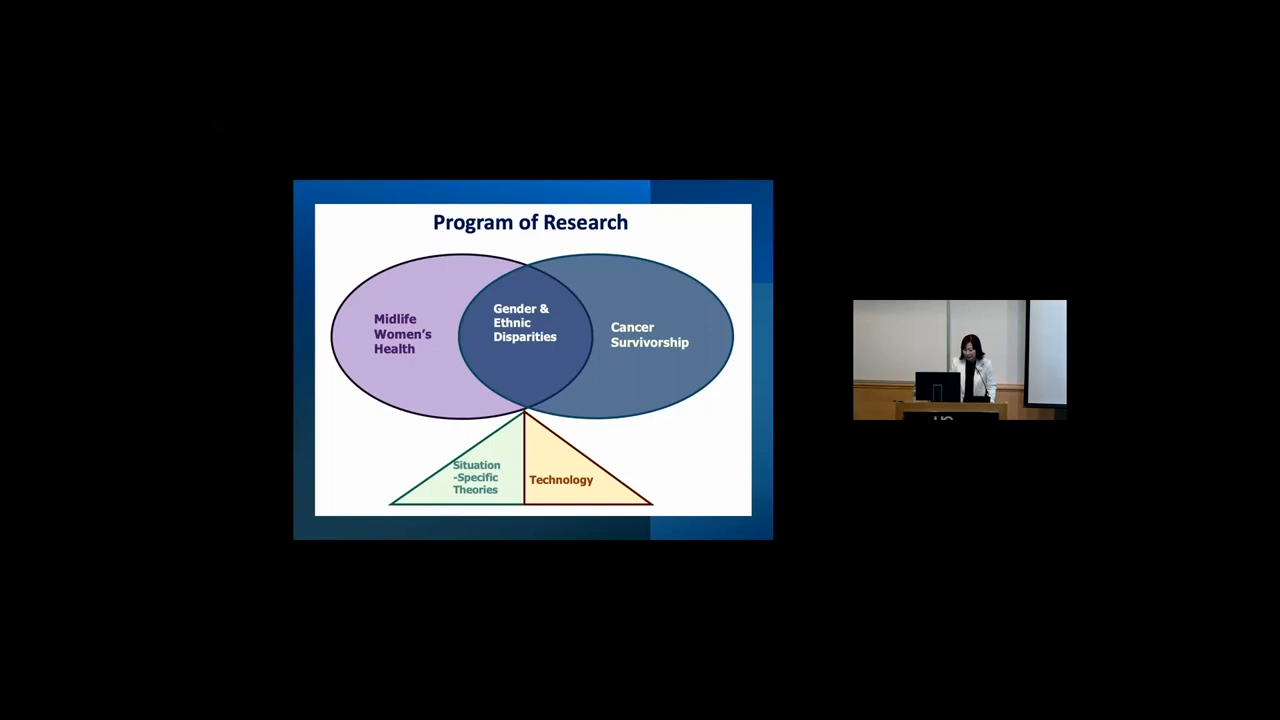 Program of Research
Midlife
Women's
Health
Gender &
Ethnic
Disparities
Cancer
Survivorship
Situation
-Specific
Theories
Technology